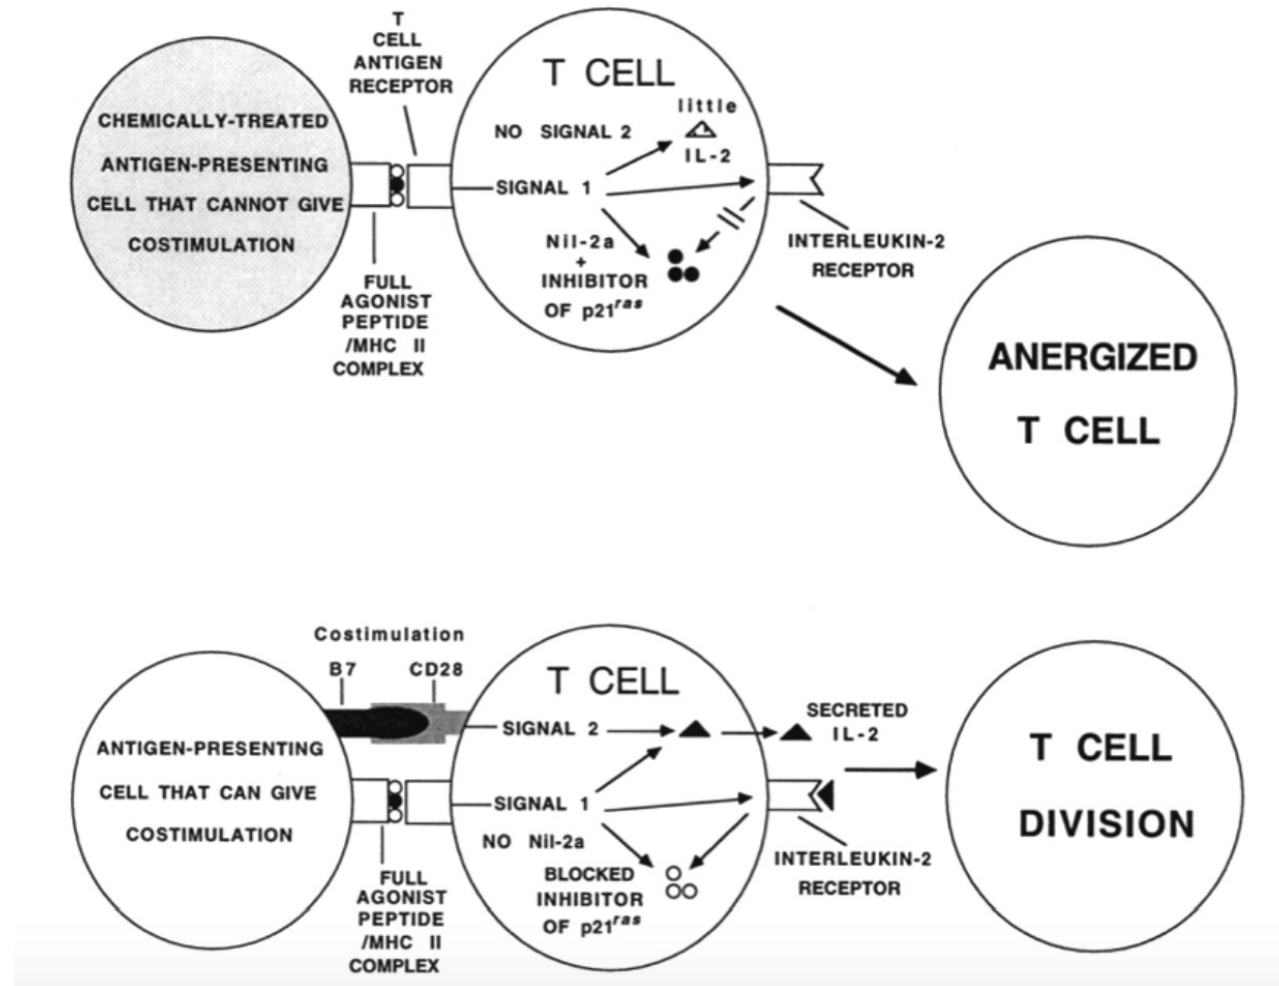 T
CELL
ANTIGEN
RECEPTOR
CHEMICALLY-TREATED
ANTIGEN-PRESENTING
CELL THAT CANNOT GIVE
COSTIMULATION
FULL
AGONIST
PEPTIDE
/MHC II
COMPLEX
T CELL
NO SIGNAL 2
little
IL-2
SIGNAL 1
Nil-2a
+
INHIBITOR
OF p21ras
INTERLEUKIN-2
RECEPTOR
ANERGIZED
T CELL
Costimulation
B7 CD28
ANTIGEN-PRESENTING
CELL THAT CAN GIVE
COSTIMULATION
FULL
AGONIST
PEPTIDE
/MHC II
COMPLEX
T CELL
SIGNAL 2
SIGNAL 1
NO Nil-2a
BLOCKED
INHIBITOR
OF p21ras
SECRETED
IL-2
INTERLEUKIN-2
RECEPTOR
T CELL
DIVISION